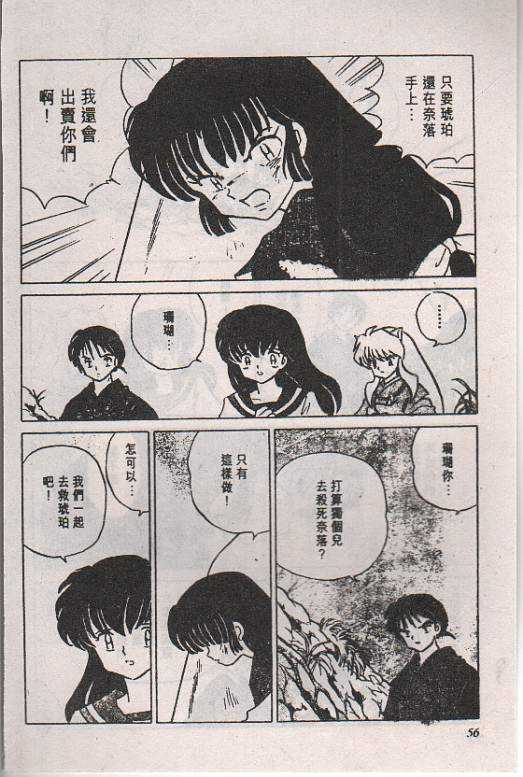 只要琥珀
還在奈落
手上…
我還會
出賣你們
啊！
……
珊瑚…
珊瑚你…
打算獨個兒
去殺死奈落？
只有
這樣做！
怎可以…
我們一起
去救琥珀
吧！
56